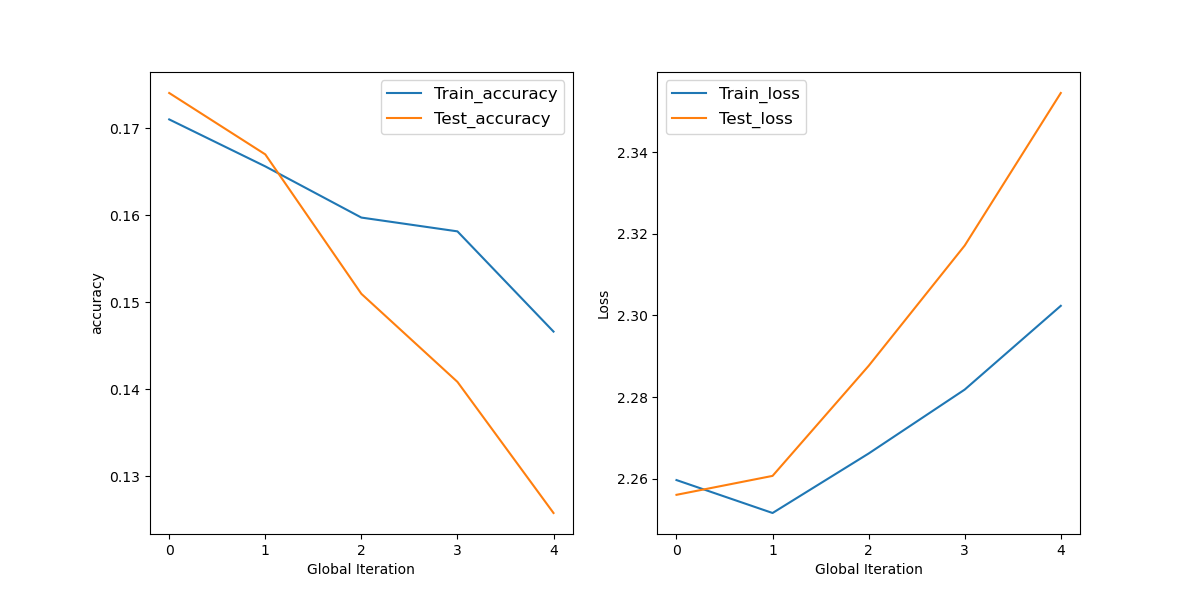 accuracy
0.17
0.16
0.15
0.14
0.13
Train_accuracy
Test_accuracy
0 1 2 3 4
Global Iteration
Loss
2.34
2.32
2.30
2.28
2.26
Train_loss
Test_loss
0 1 2 3 4
Global Iteration